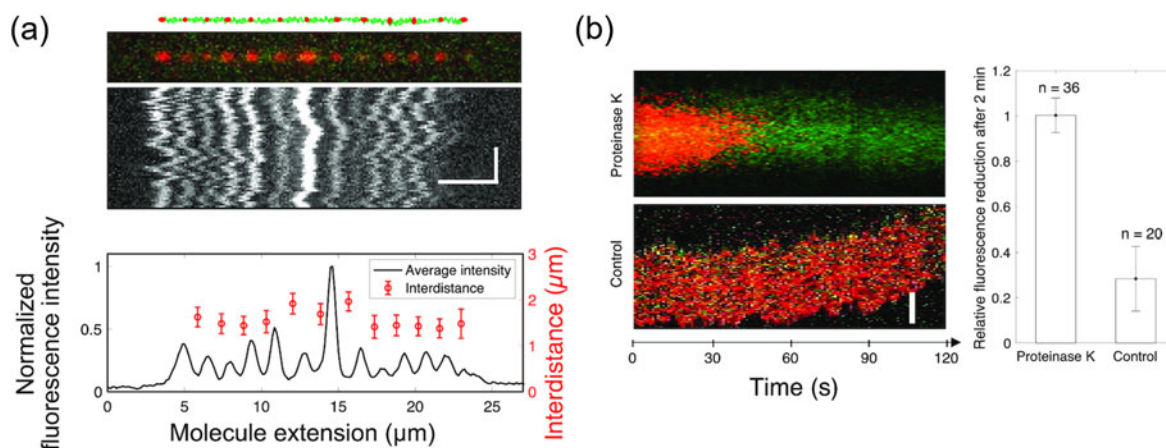 (a)
Normalized
fluorescence intensity
1
0.5
0
Average intensity
Interdistance
3
2
1
0
Interdistance (µm)
0 5 10 15 20 25
Molecule extension (µm)
(b)
Proteinase K
Control
0 30 60 90 120
Time (s)
Relative fluorescence reduction after 2 min
1.2
1
0.8
0.6
0.4
0.2
0
n = 36
n = 20
Proteinase K Control